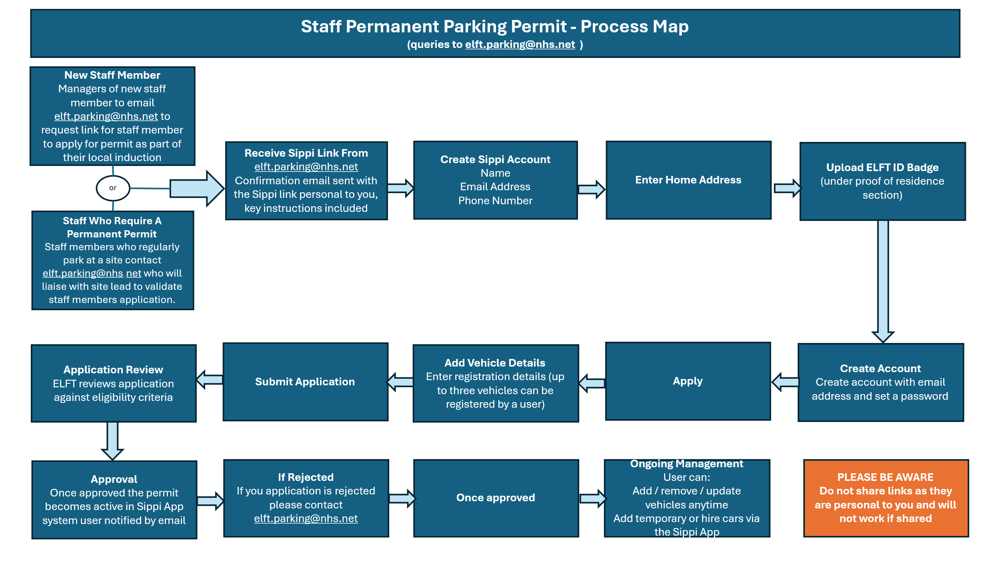 Staff Permanent Parking Permit - Process Map
(queries to elft.parking@nhs.net )
New Staff Member
Managers of new staff
member to email
elft.parking@nhs.net to
request link for staff member
to apply for permit as part of
their local induction
or
Staff Who Require A
Permanent Permit
Staff members who regularly
park at a site contact
elft.parking@nhs.net who will
liaise with site lead to validate
staff members application.
Receive Sippi Link From
elft.parking@nhs.net
Confirmation email sent with
the Sippi link personal to you,
key instructions included
Create Sippi Account
Name
Email Address
Phone Number
Enter Home Address
Upload ELFT ID Badge
(under proof of residence
section)
Create Account
Create account with email
address and set a password
Apply
Add Vehicle Details
Enter registration details (up
to three vehicles can be
registered by a user)
Submit Application
Application Review
ELFT reviews application
against eligibility criteria
Approval
Once approved the permit
becomes active in Sippi App
system user notified by email
If Rejected
If you application is rejected
please contact
elft.parking@nhs.net
Once approved
Ongoing Management
User can:
Add / remove / update
vehicles anytime
Add temporary or hire cars via
the Sippi App
PLEASE BE AWARE
Do not share links as they
are personal to you and will
not work if shared